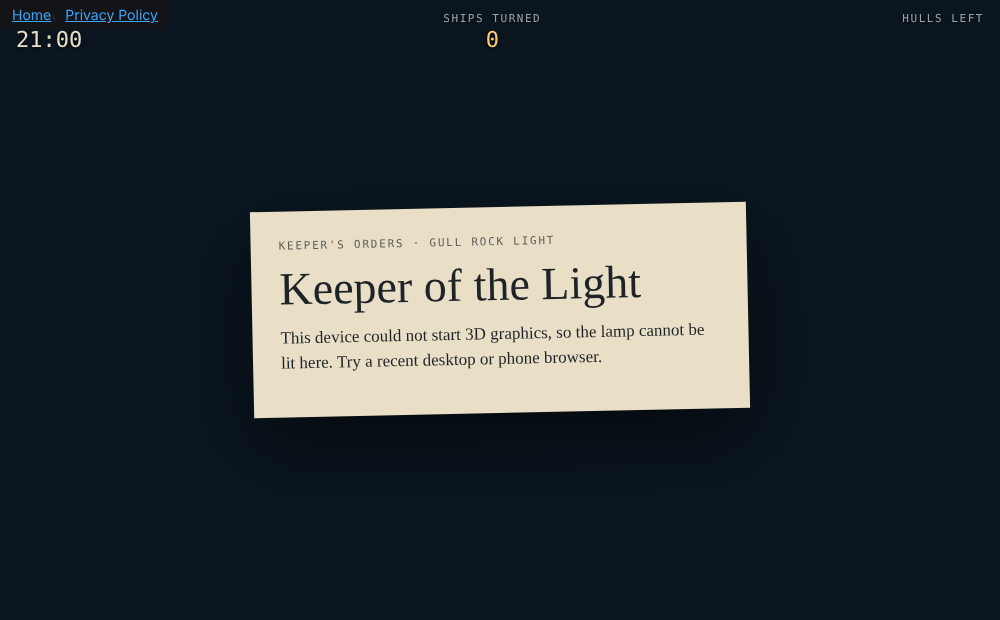 Home Privacy Policy
SHIPS TURNED
HULLS LEFT
21:00
0
KEEPER'S ORDERS · GULL ROCK LIGHT
Keeper of the Light
This device could not start 3D graphics, so the lamp cannot be
lit here. Try a recent desktop or phone browser.